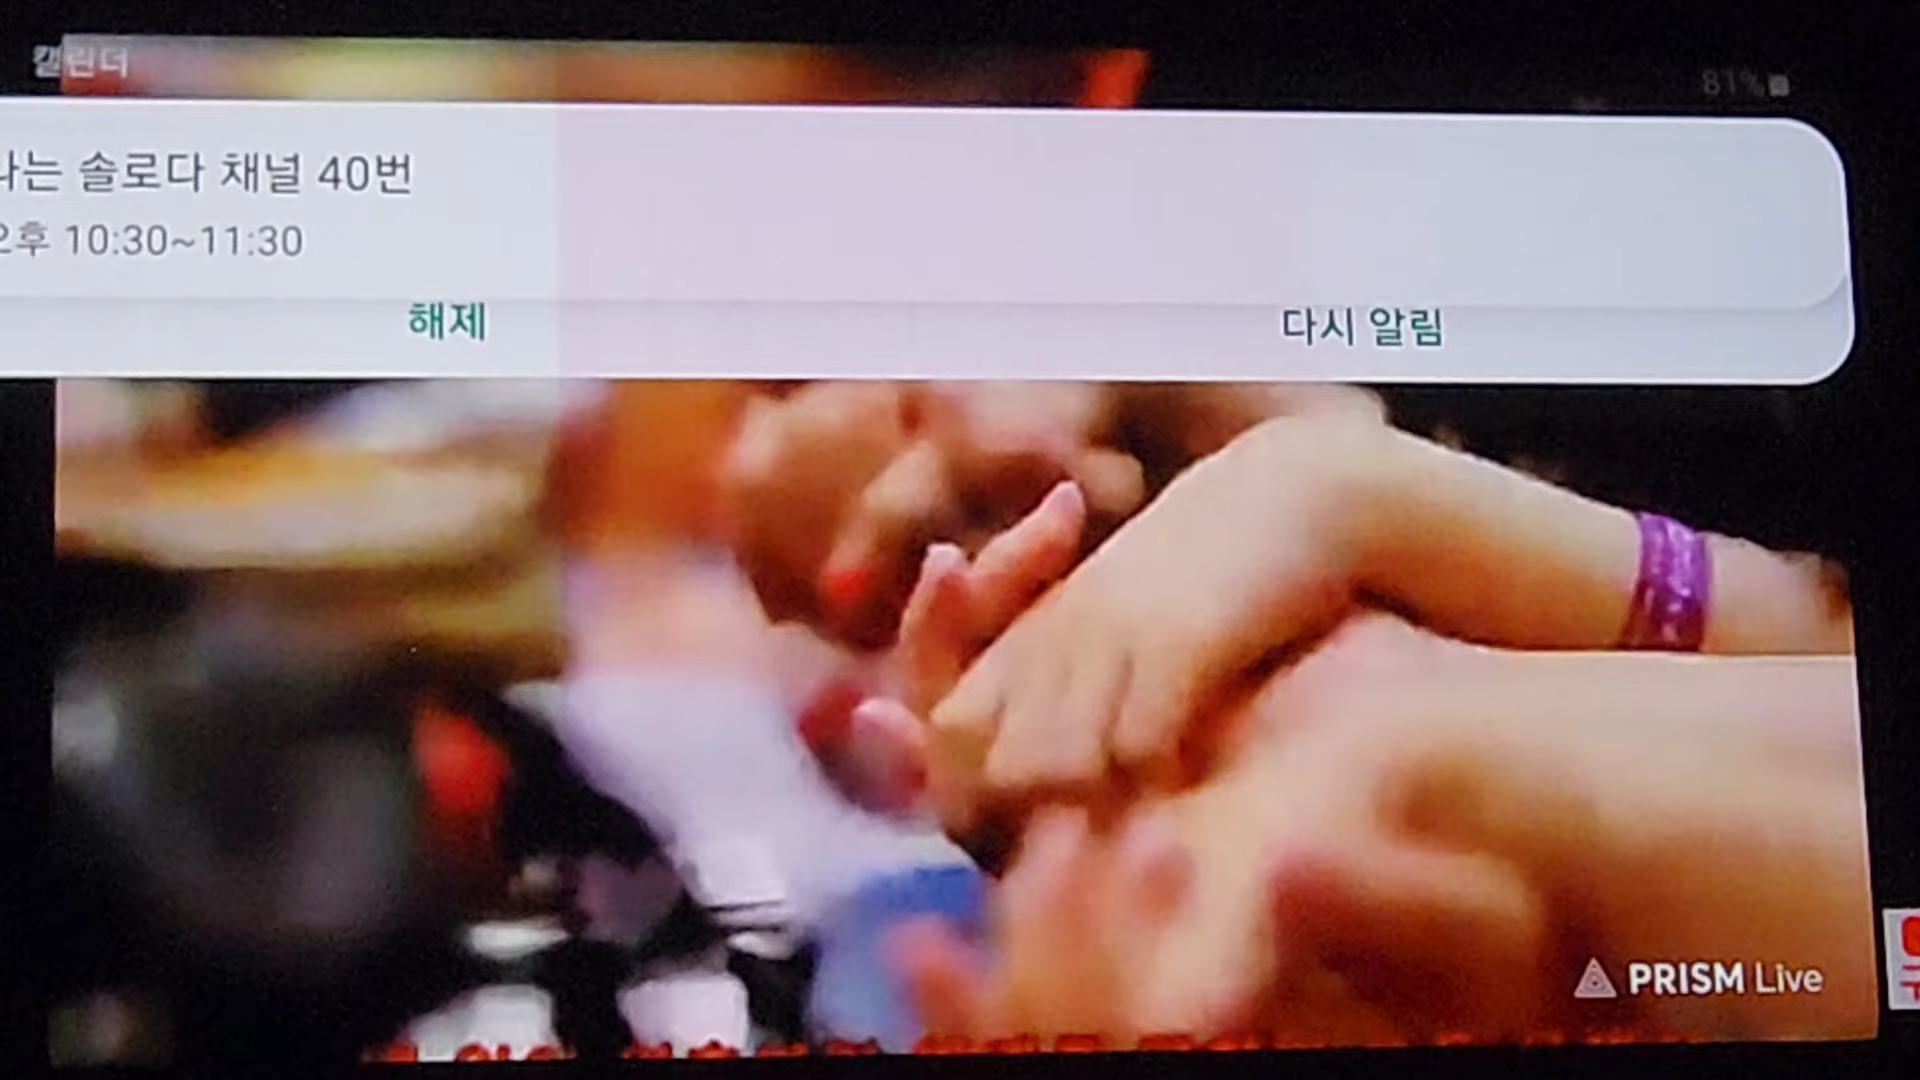 캘린더
81%
나는 솔로다 채널 40번
오후 10:30~11:30
해제
다시 알림
PRISM Live